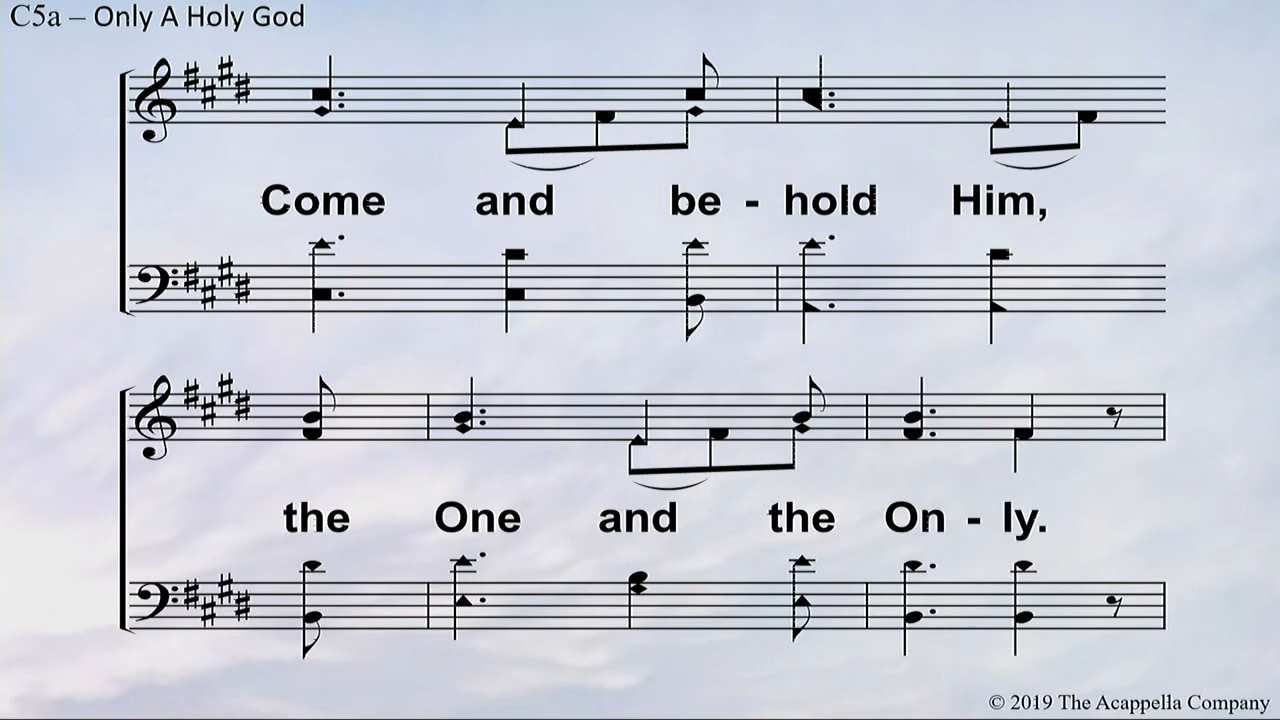 C5a – Only A Holy God
Come and be - hold Him,
the One and the On - ly.
© 2019 The Acappella Company